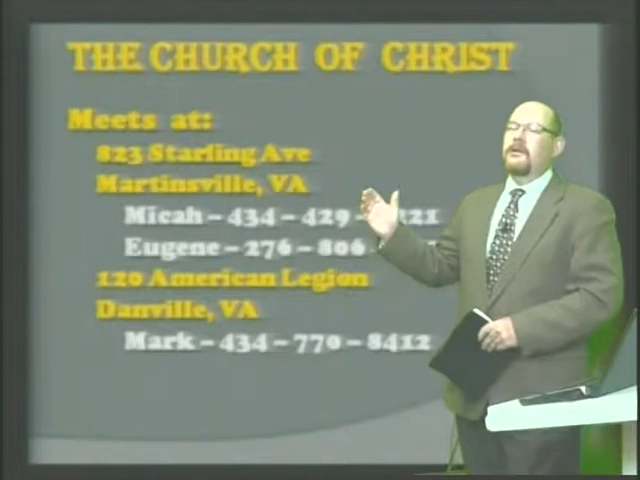 THE CHURCH OF CHRIST
Meets at:
823 Starling Ave
Martinsville, VA
Micah – 434 – 429 –
Eugene – 276 – 806
120 American Legion
Danville, VA
Mark – 434 – 770 – 8412